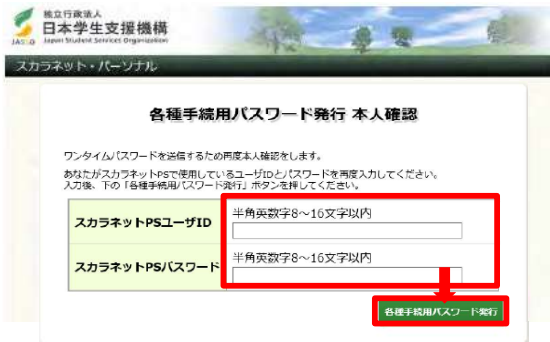 独立行政法人
日本学生支援機構
JASSO Japan Student Services Organization
スカラネット・パーソナル
各種手続用パスワード発行 本人確認
ワンタイムパスワードを送信するため再度本人確認をします。
あなたがスカラネットPSで使用しているユーザIDとパスワードを再度入力してください。
入力後、下の「各種手続用パスワード発行」ボタンを押してください。
スカラネットPSユーザID
半角英数字8～16文字以内
スカラネットPSパスワード
半角英数字8～16文字以内
各種手続用パスワード発行